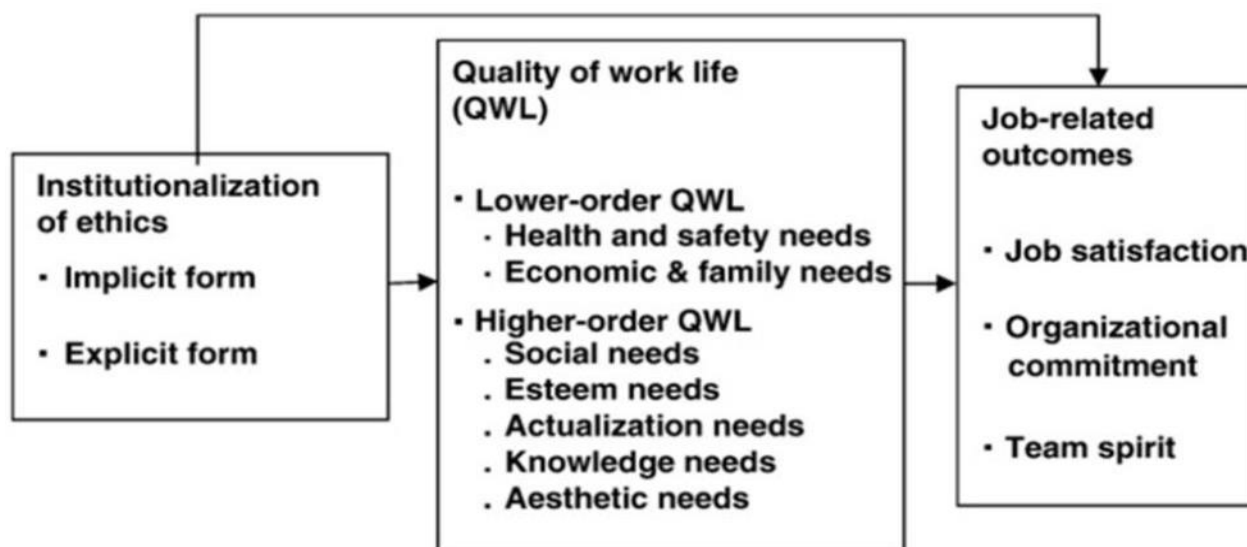 Institutionalization
of ethics
▪ Implicit form
▪ Explicit form
Quality of work life
(QWL)
▪ Lower-order QWL
▪ Health and safety needs
▪ Economic & family needs
▪ Higher-order QWL
. Social needs
. Esteem needs
. Actualization needs
. Knowledge needs
. Aesthetic needs
Job-related
outcomes
▪ Job satisfaction
▪ Organizational
commitment
▪ Team spirit